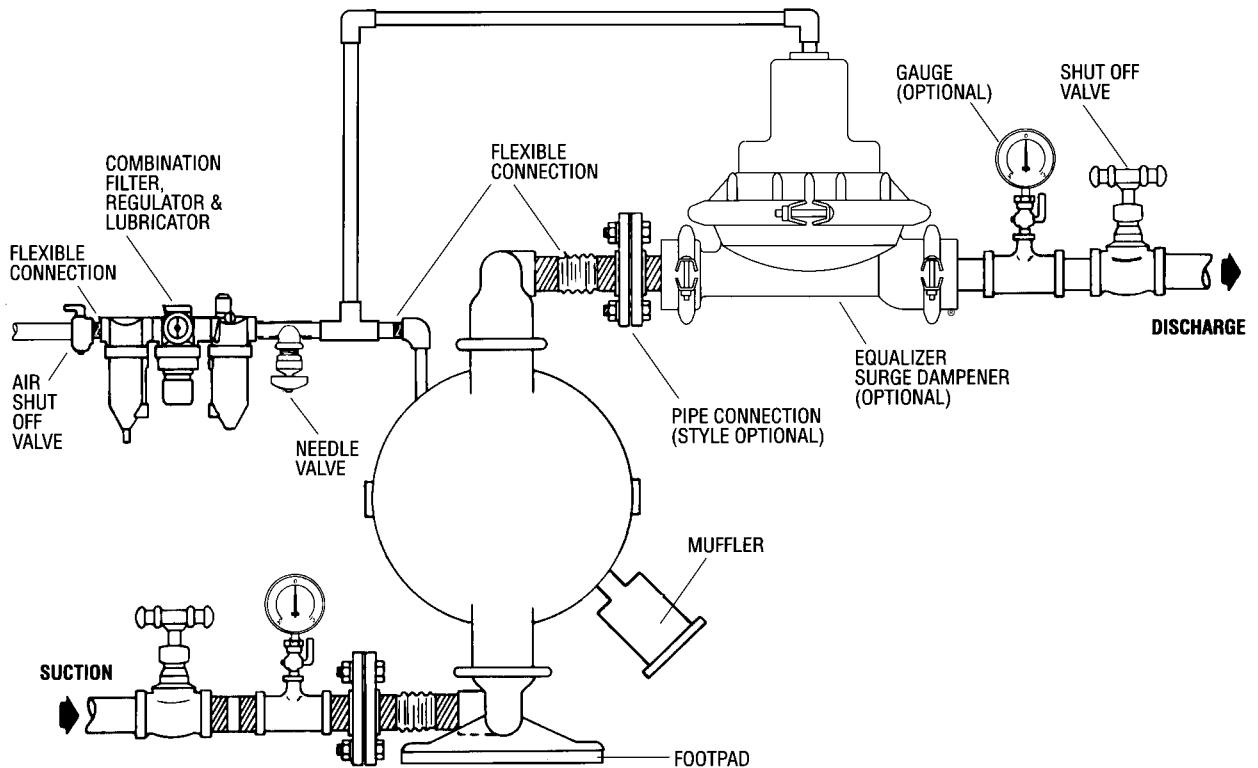 GAUGE
(OPTIONAL)
SHUT OFF
VALVE
COMBINATION
FILTER,
REGULATOR &
LUBRICATOR
FLEXIBLE
CONNECTION
FLEXIBLE
CONNECTION
DISCHARGE
AIR
SHUT
OFF
VALVE
NEEDLE
VALVE
PIPE CONNECTION
(STYLE OPTIONAL)
EQUALIZER
SURGE DAMPENER
(OPTIONAL)
MUFFLER
SUCTION
FOOTPAD